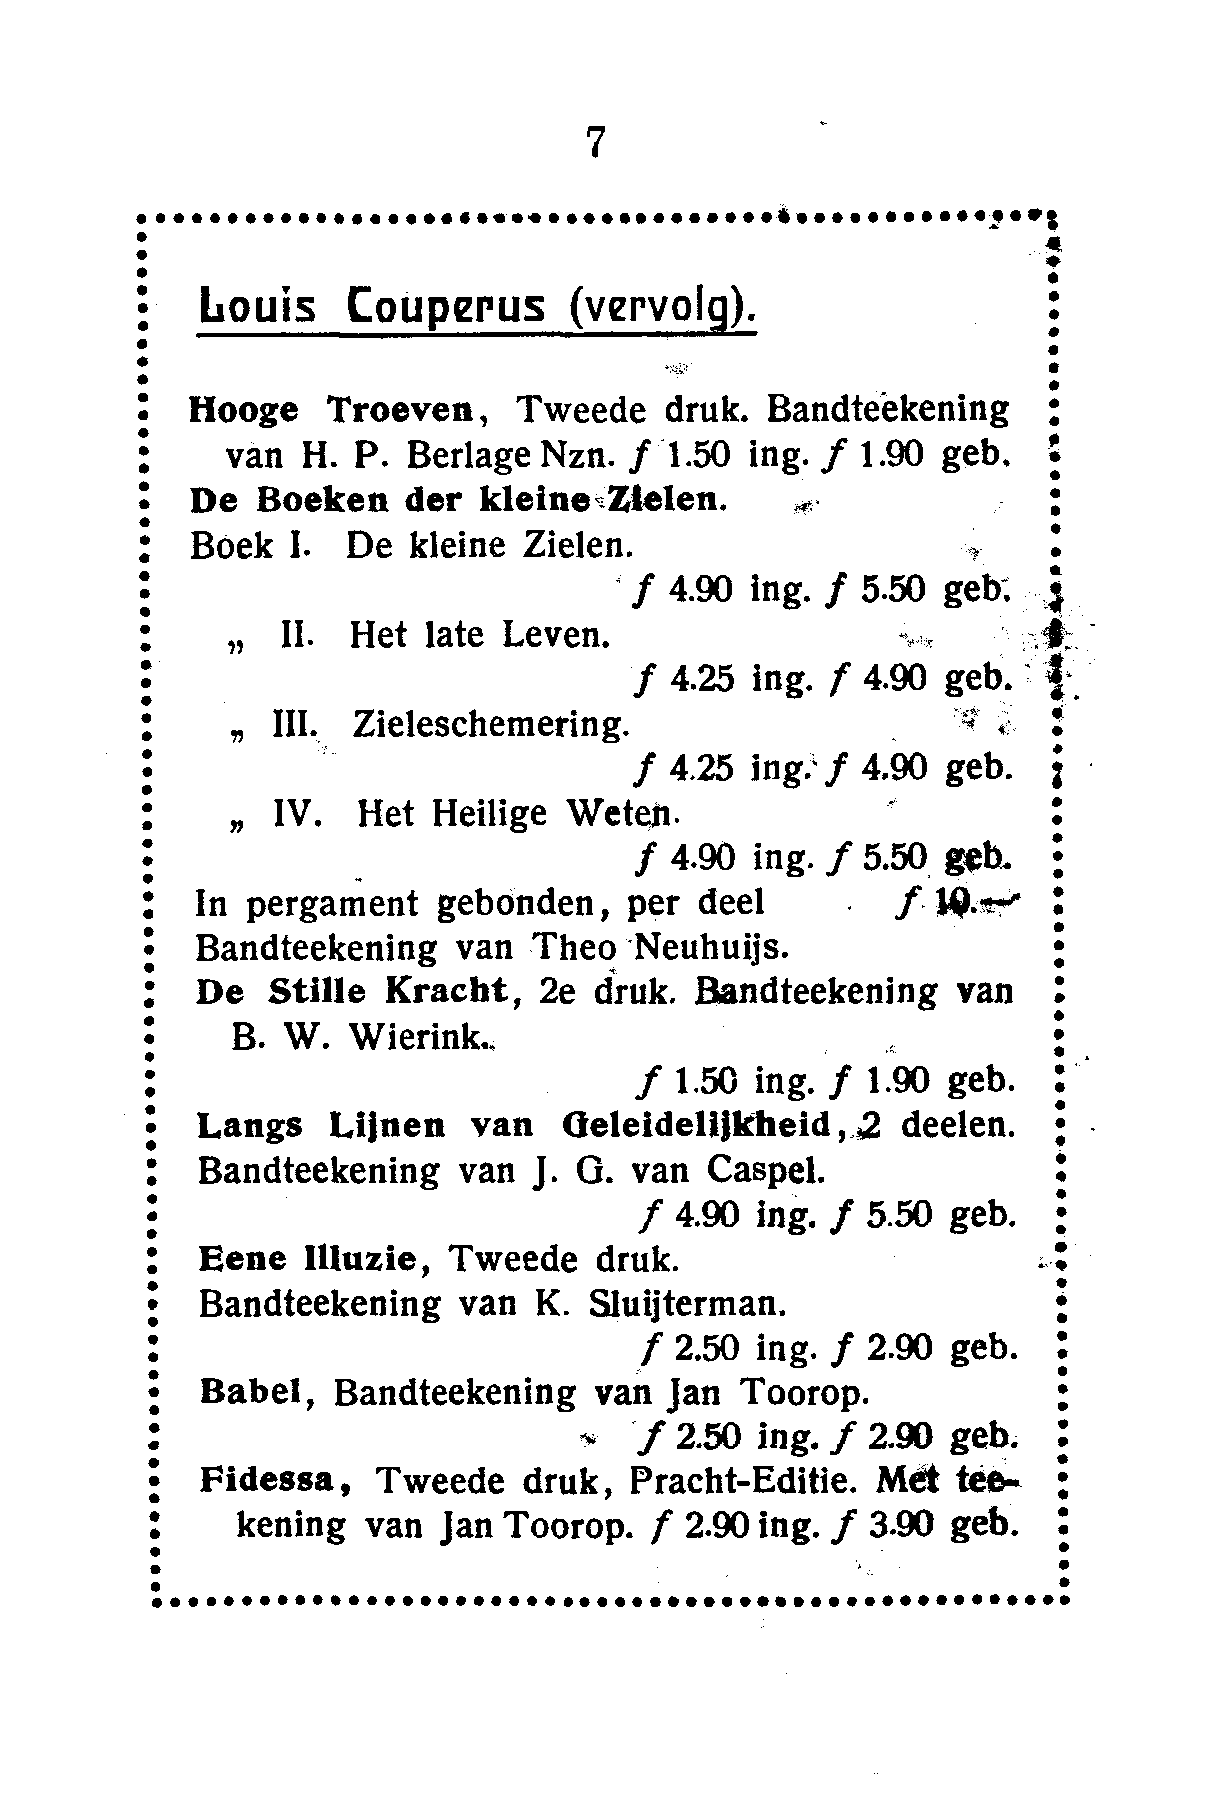 7
Louis Couperus (vervolg).
Hooge Troeven, Tweede druk. Bandteekening
van H. P. Berlage Nzn. f 1.50 ing. f 1.90 geb.
De Boeken der kleine Zielen.
Boek I. De kleine Zielen.
f 4.90 ing. f 5.50 geb.
„ II. Het late Leven.
f 4.25 ing. f 4.90 geb.
„ III. Zieleschemering.
f 4.25 ing. f 4.90 geb.
„ IV. Het Heilige Weten.
f 4.90 ing. f 5.50 geb.
In pergament gebonden, per deel f 10.—
Bandteekening van Theo Neuhuijs.
De Stille Kracht, 2e druk. Bandteekening van
B. W. Wierink.
f 1.50 ing. f 1.90 geb.
Langs Lijnen van Geleidelijkheid, 2 deelen.
Bandteekening van J. G. van Caspel.
f 4.90 ing. f 5.50 geb.
Eene Illuzie, Tweede druk.
Bandteekening van K. Sluijterman.
f 2.50 ing. f 2.90 geb.
Babel, Bandteekening van Jan Toorop.
f 2.50 ing. f 2.90 geb.
Fidessa, Tweede druk, Pracht-Editie. Met tee-
kening van Jan Toorop. f 2.90 ing. f 3.90 geb.